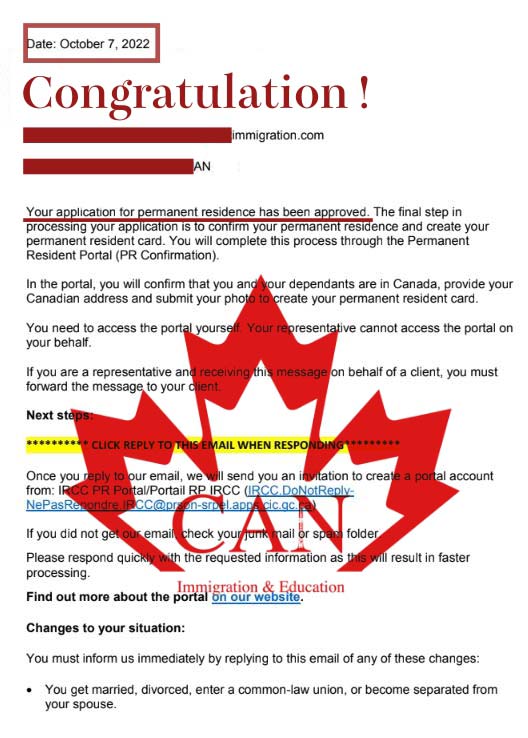 Date: October 7, 2022
Congratulation !
immigration.com
AN
Your application for permanent residence has been approved. The final step in
processing your application is to confirm your permanent residence and create your
permanent resident card. You will complete this process through the Permanent
Resident Portal (PR Confirmation).
In the portal, you will confirm that you and your dependants are in Canada, provide your
Canadian address and submit your photo to create your permanent resident card.
You need to access the portal yourself. Your representative cannot access the portal on
your behalf.
If you are a representative and receiving this message on behalf of a client, you must
forward the message to your client.
Next steps:
********** CLICK REPLY TO THIS EMAIL WHEN RESPONDING*********
Once you reply to our email, we will send you an invitation to create a portal account
from: IRCC PR Portal/Portail RP IRCC (IRCC.DoNotReply-
NePasRepondre.IRCC@prson-srpel.apps.cic.gc.ca)
CAN
If you did not get our email, check your junk mail or spam folder.
Please respond quickly with the requested information as this will result in faster
processing.
Immigration & Education
Find out more about the portal on our website.
Changes to your situation:
You must inform us immediately by replying to this email of any of these changes:
• You get married, divorced, enter a common-law union, or become separated from
your spouse.